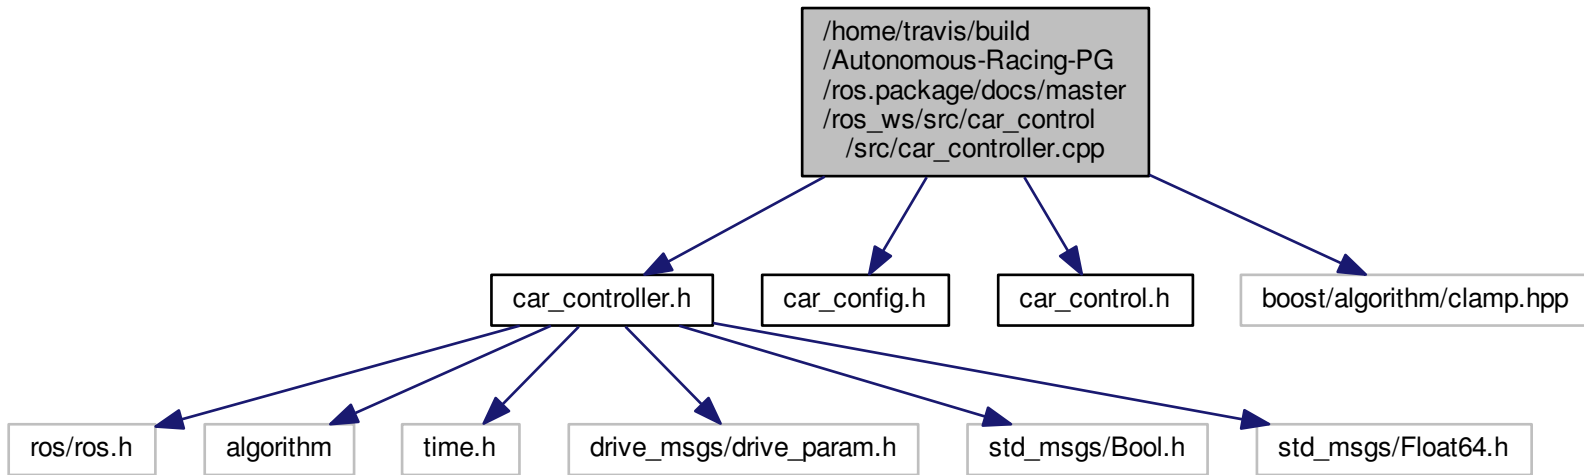 /home/travis/build
/Autonomous-Racing-PG
/ros.package/docs/master
/ros_ws/src/car_control
/src/car_controller.cpp
car_controller.h
car_config.h
car_control.h
boost/algorithm/clamp.hpp
ros/ros.h
algorithm
time.h
drive_msgs/drive_param.h
std_msgs/Bool.h
std_msgs/Float64.h